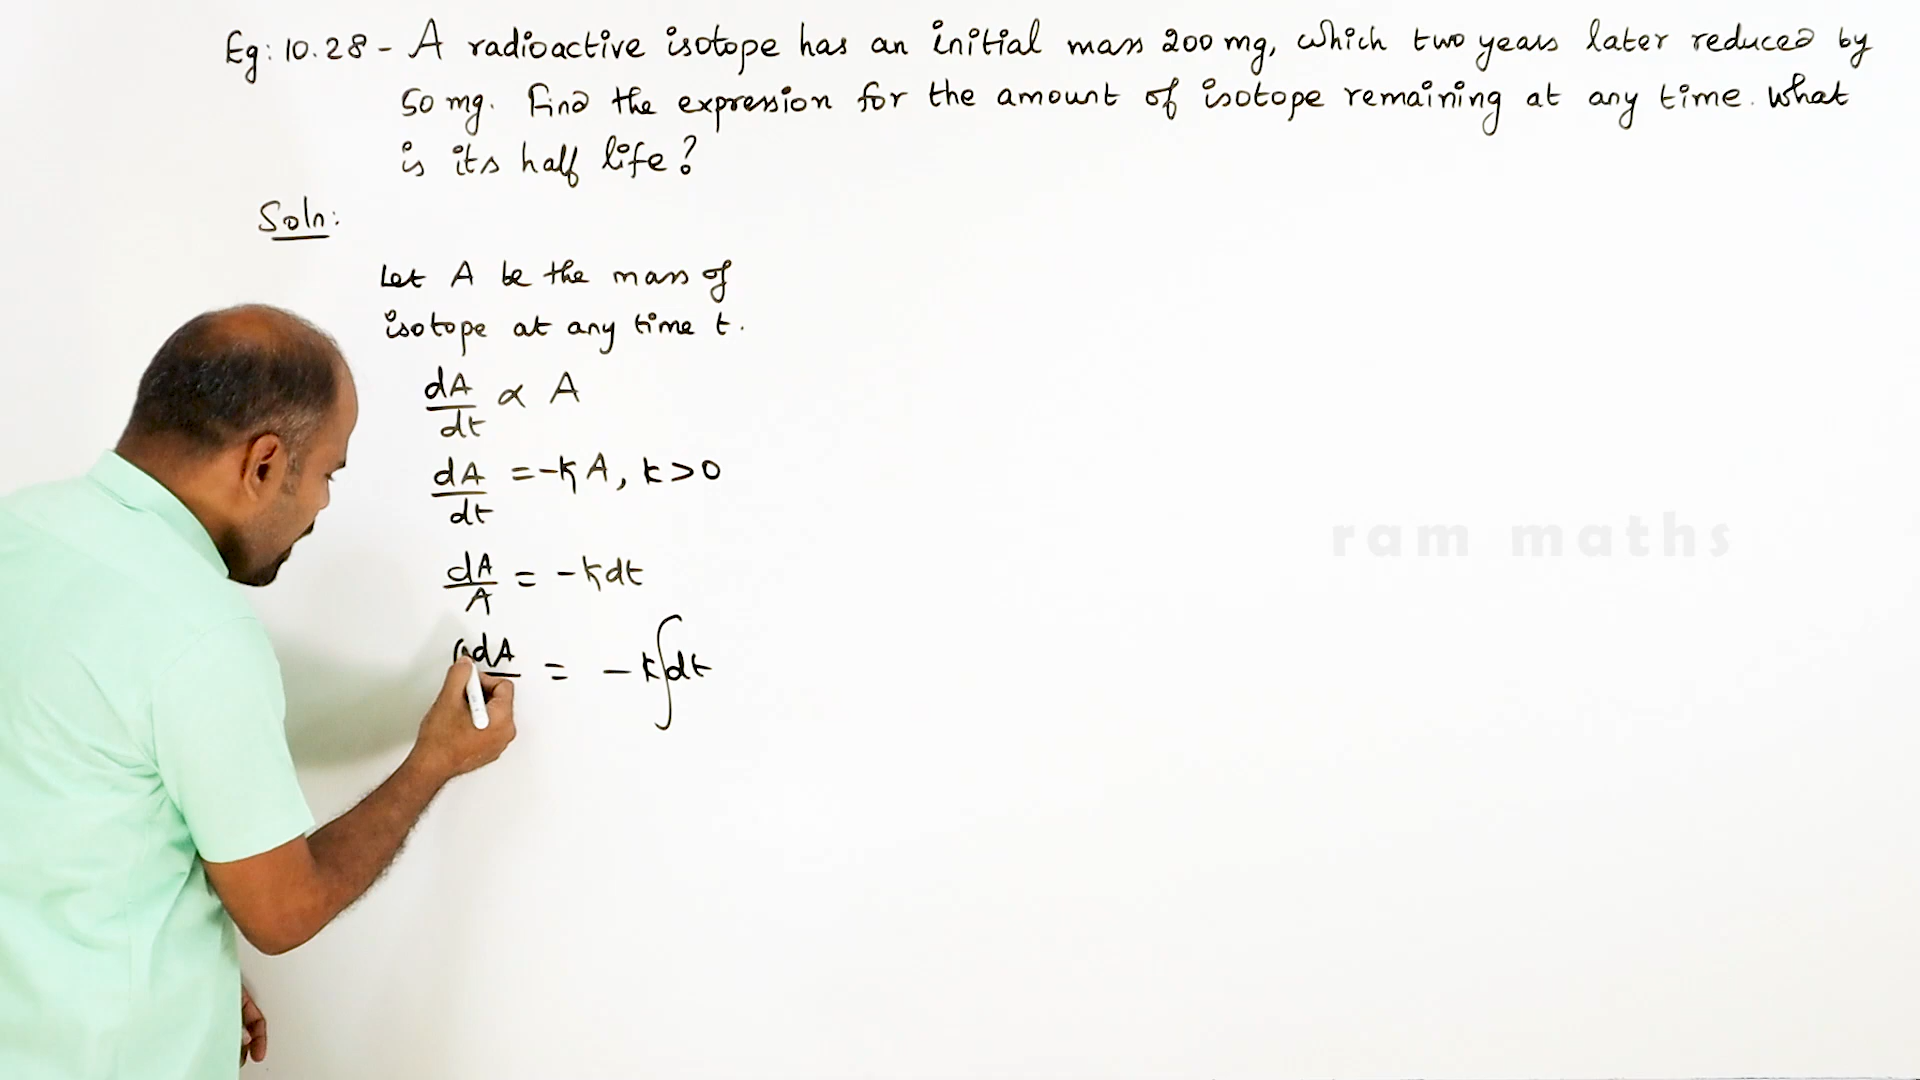 Eg: 10.28 - A radioactive isotope has an initial mass 200 mg, which two years later reduced by
50 mg. Find the expression for the amount of isotope remaining at any time. What
is its half life?
Soln:
Let A be the mass of
isotope at any time t.
dA/dt ∝ A
dA/dt = -kA, k>0
dA/A = -kdt
dA = -k∫dt
ram maths